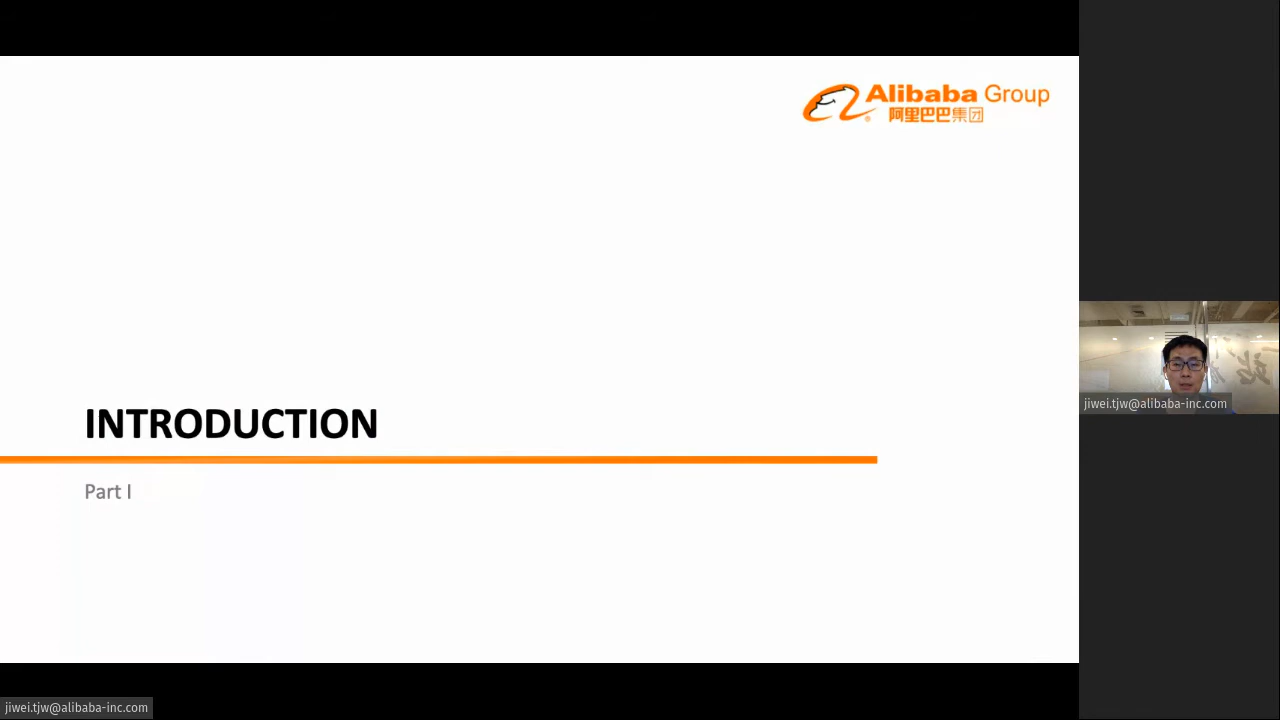 Alibaba Group
阿里巴巴集团
INTRODUCTION
Part I
jiwei.tjw@alibaba-inc.com
jiwei.tjw@alibaba-inc.com